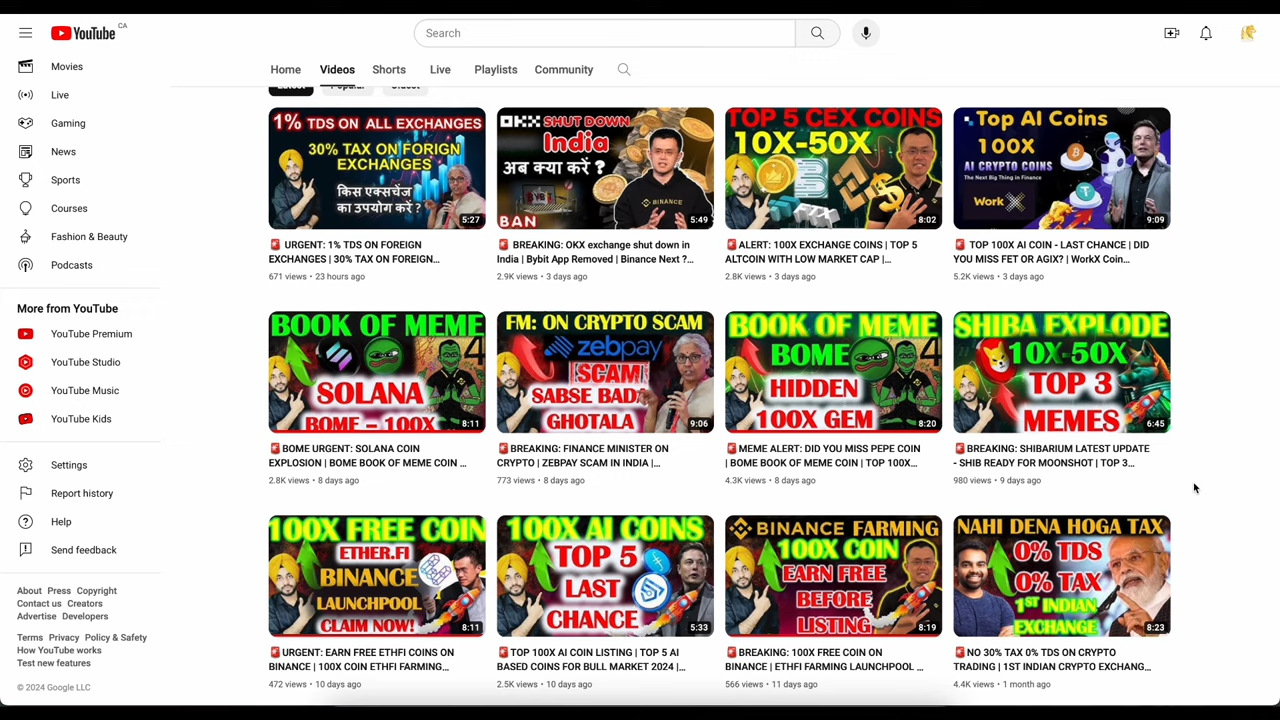 YouTube CA
Search
Movies
Live
Gaming
News
Sports
Courses
Fashion & Beauty
Podcasts
More from YouTube
YouTube Premium
YouTube Studio
YouTube Music
YouTube Kids
Settings
Report history
Help
Send feedback
About Press Copyright
Contact us Creators
Advertise Developers
Terms Privacy Policy & Safety
How YouTube works
Test new features
© 2024 Google LLC
Home Videos Shorts Live Playlists Community
Latest Popular Oldest
1% TDS ON ALL EXCHANGES
30% TAX ON FORIGN
EXCHANGES
किस एक्सचेंज
का उपयोग करें ?
5:27
URGENT: 1% TDS ON FOREIGN
EXCHANGES | 30% TAX ON FOREIGN...
671 views • 23 hours ago
OKX SHUT DOWN
India
अब क्या करें ?
BYBIT
BINANCE
BAN
5:49
BREAKING: OKX exchange shut down in
India | Bybit App Removed | Binance Next ?...
2.9K views • 3 days ago
TOP 5 CEX COINS
10X-50X
8:02
ALERT: 100X EXCHANGE COINS | TOP 5
ALTCOIN WITH LOW MARKET CAP |...
2.8K views • 3 days ago
Top AI Coins
100X
AI CRYPTO COINS
The Next Big Thing in Finance
Work X
9:09
TOP 100X AI COIN - LAST CHANCE | DID
YOU MISS FET OR AGIX? | WorkX Coin...
5.2K views • 3 days ago
BOOK OF MEME
4
SOLANA
BOME – 100X
8:11
BOME URGENT: SOLANA COIN
EXPLOSION | BOME BOOK OF MEME COIN ...
2.8K views • 8 days ago
FM: ON CRYPTO SCAM
zebpay
SCAM
SABSE BADA
GHOTALA
9:06
BREAKING: FINANCE MINISTER ON
CRYPTO | ZEBPAY SCAM IN INDIA |...
773 views • 8 days ago
BOOK OF MEME
BOME
4
HIDDEN
100X GEM
8:20
MEME ALERT: DID YOU MISS PEPE COIN
| BOME BOOK OF MEME COIN | TOP 100X...
4.3K views • 8 days ago
SHIBA EXPLODE
10X-50X
TOP 3
MEMES
6:45
BREAKING: SHIBARIUM LATEST UPDATE
- SHIB READY FOR MOONSHOT | TOP 3...
980 views • 9 days ago
100X FREE COIN
ETHER.FI
BINANCE
LAUNCHPOOL
CLAIM NOW!
8:11
URGENT: EARN FREE ETHFI COINS ON
BINANCE | 100X COIN ETHFI FARMING...
472 views • 10 days ago
100X AI COINS
TOP 5
LAST
CHANCE
5:33
TOP 100X AI COIN LISTING | TOP 5 AI
BASED COINS FOR BULL MARKET 2024 |...
2.5K views • 10 days ago
BINANCE FARMING
100X COIN
EARN FREE
BEFORE
LISTING
8:19
BREAKING: 100X FREE COIN ON
BINANCE | ETHFI FARMING LAUNCHPOOL ...
566 views • 11 days ago
NAHI DENA HOGA TAX
0% TDS
0% TAX
1ST INDIAN
EXCHANGE
8:23
NO 30% TAX 0% TDS ON CRYPTO
TRADING | 1ST INDIAN CRYPTO EXCHANG...
4.4K views • 1 month ago